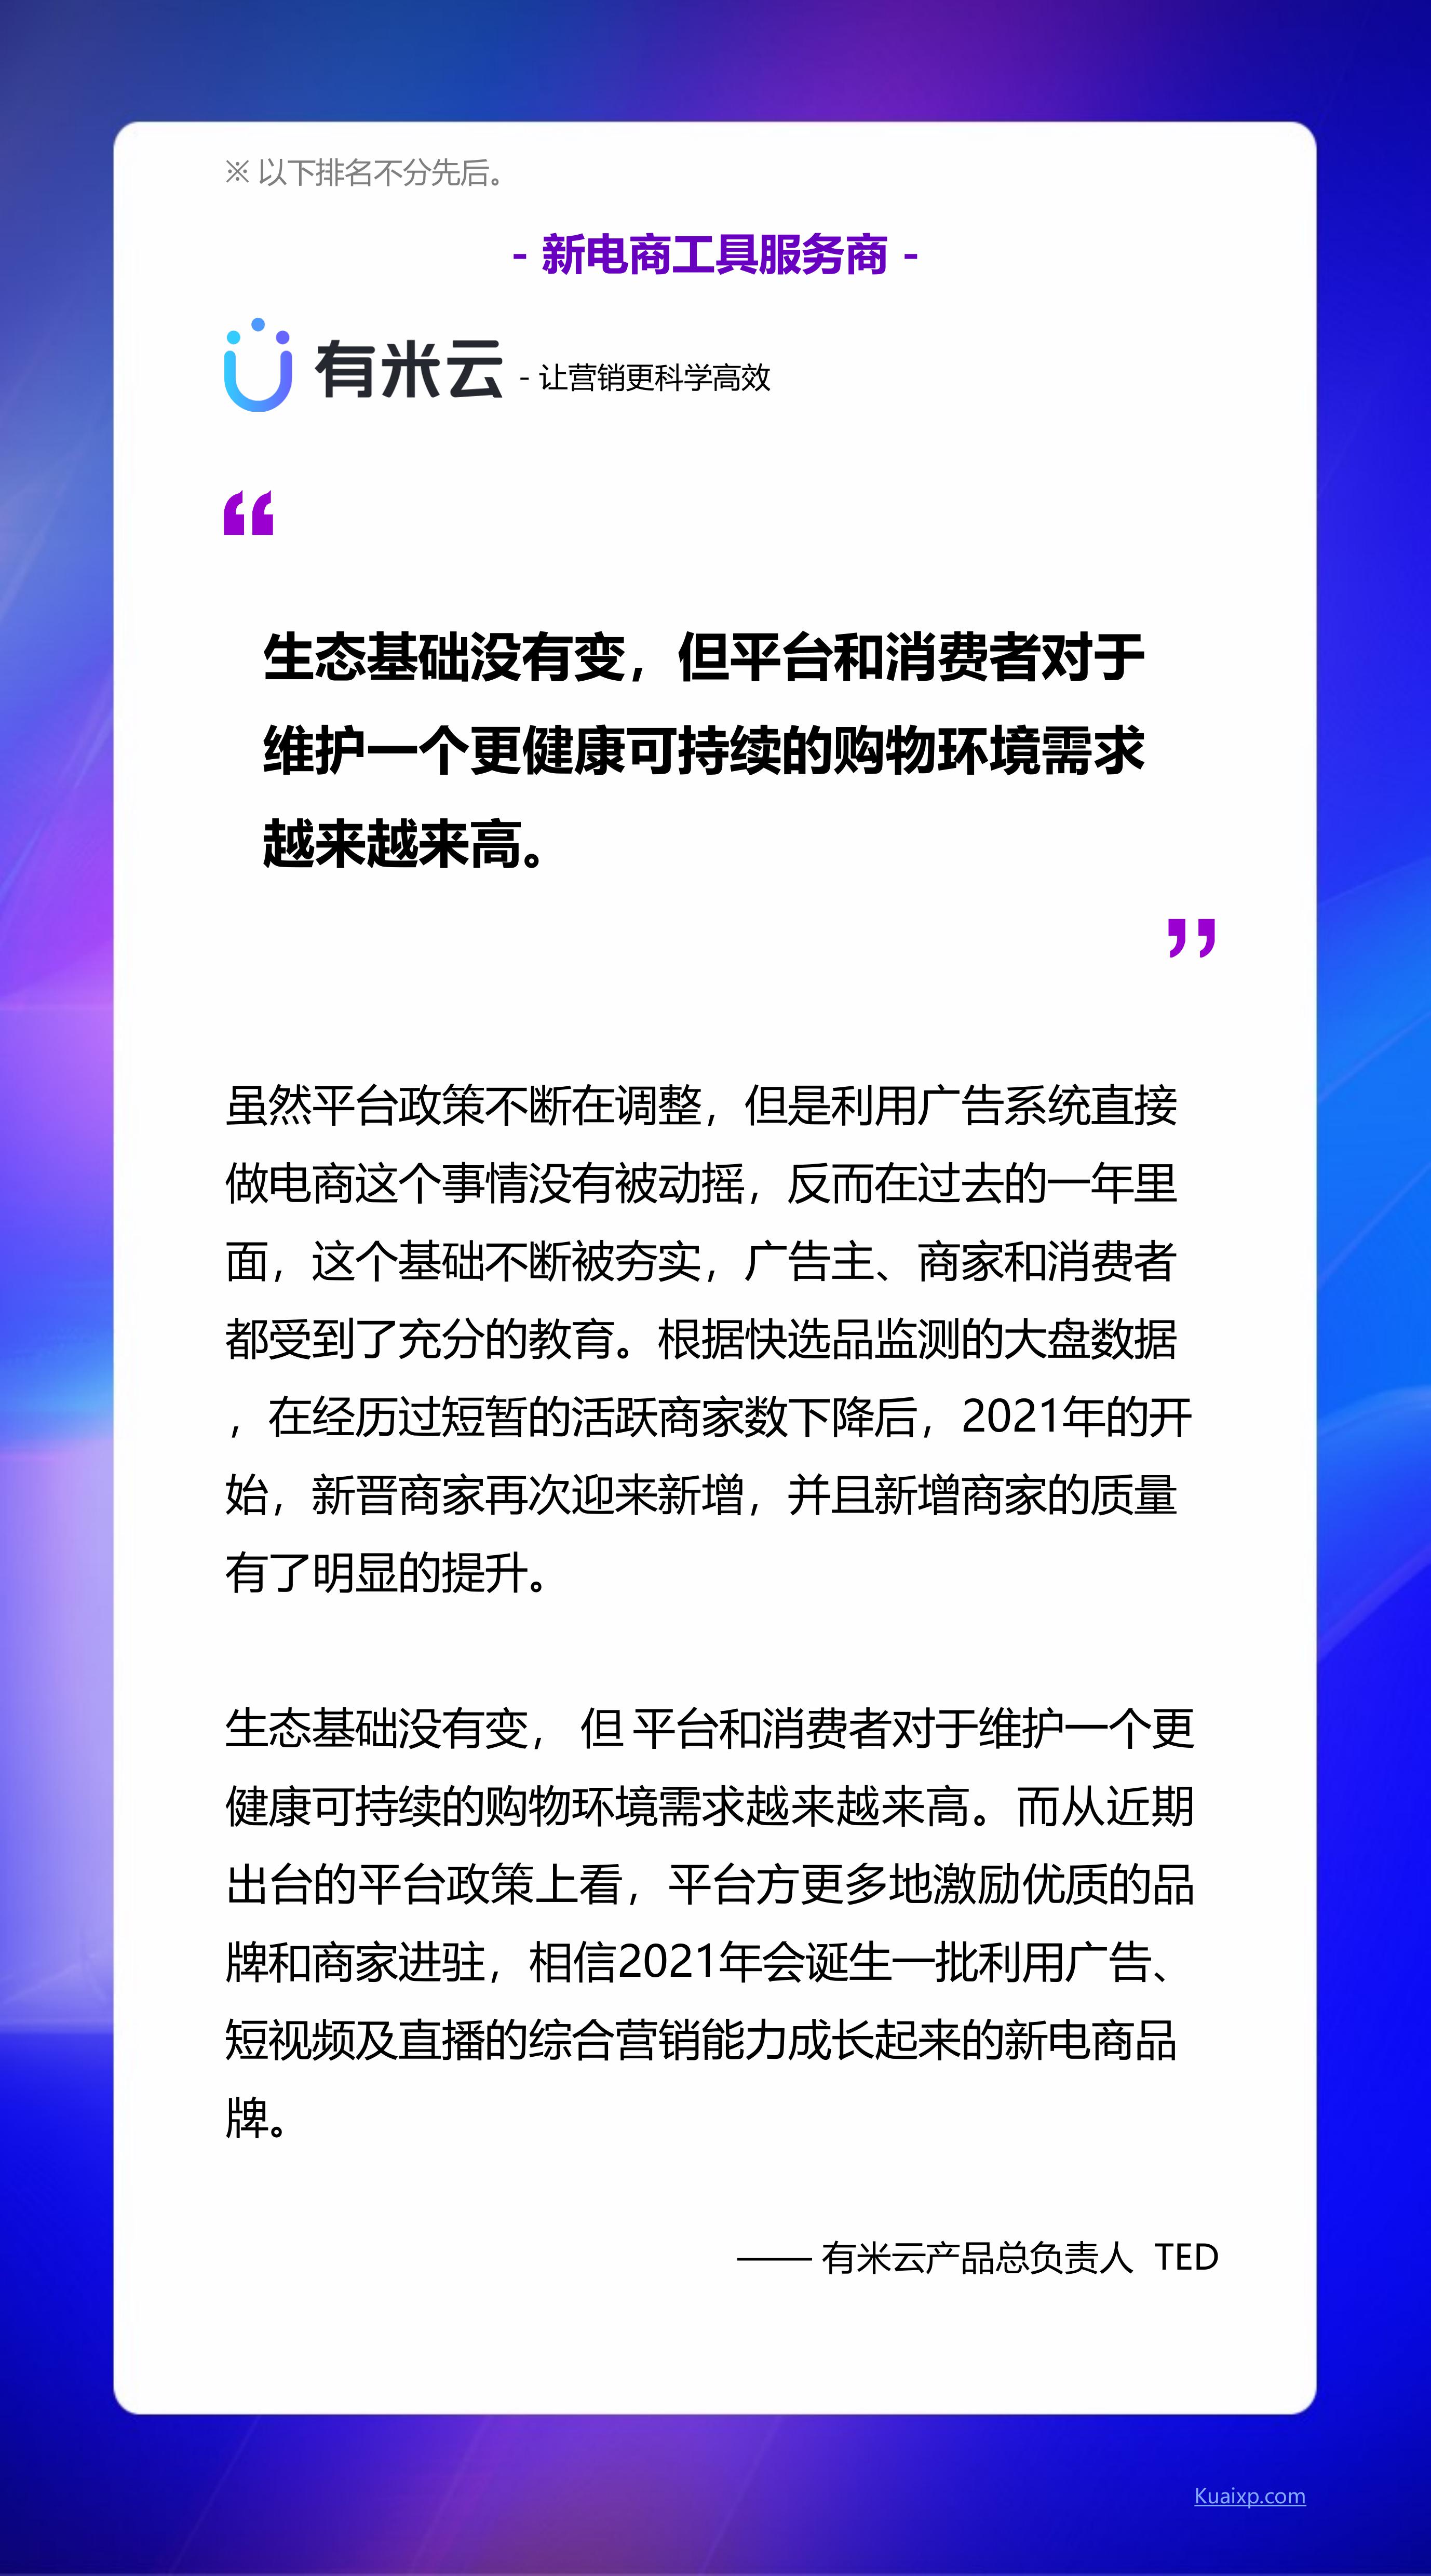 ※ 以下排名不分先后。
- 新电商工具服务商 -
有米云 - 让营销更科学高效
“
生态基础没有变，但平台和消费者对于
维护一个更健康可持续的购物环境需求
越来越来高。
”
虽然平台政策不断在调整，但是利用广告系统直接
做电商这个事情没有被动摇，反而在过去的一年里
面，这个基础不断被夯实，广告主、商家和消费者
都受到了充分的教育。根据快选品监测的大盘数据
，在经历过短暂的活跃商家数下降后，2021年的开
始，新晋商家再次迎来新增，并且新增商家的质量
有了明显的提升。
生态基础没有变， 但 平台和消费者对于维护一个更
健康可持续的购物环境需求越来越来高。而从近期
出台的平台政策上看，平台方更多地激励优质的品
牌和商家进驻，相信2021年会诞生一批利用广告、
短视频及直播的综合营销能力成长起来的新电商品
牌。
—— 有米云产品总负责人 TED
Kuaixp.com